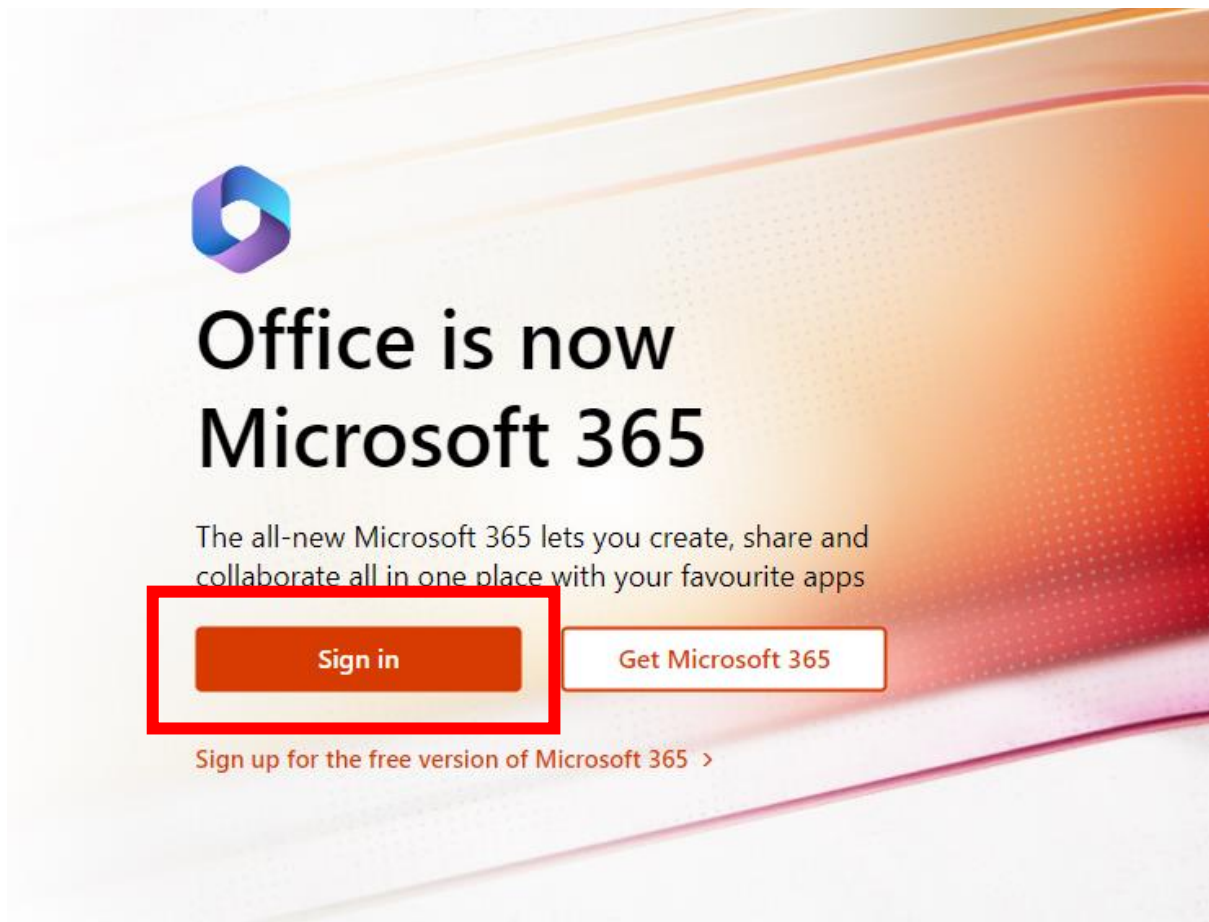 Office is now
Microsoft 365
The all-new Microsoft 365 lets you create, share and
collaborate all in one place with your favourite apps
Sign in
Get Microsoft 365
Sign up for the free version of Microsoft 365 >